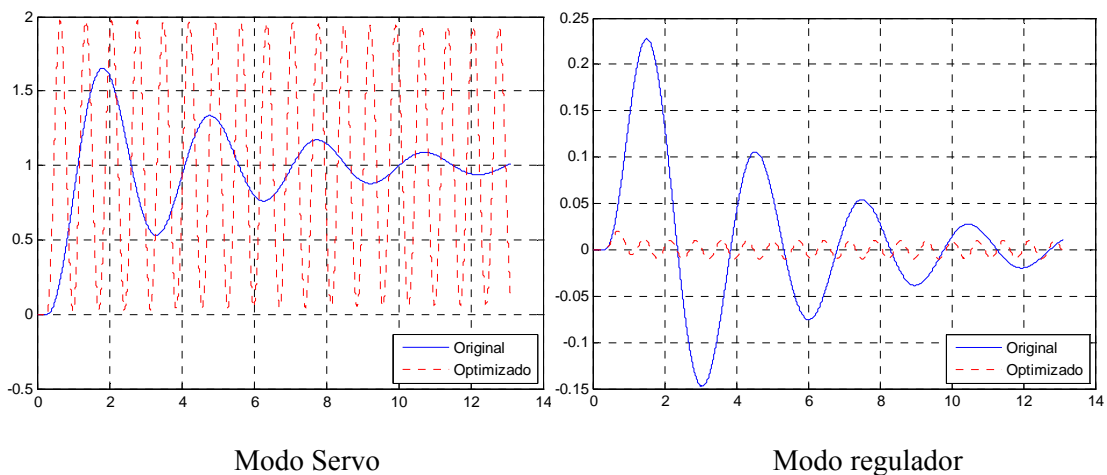 2
1.5
1
0.5
0
-0.5
0 2 4 6 8 10 12 14
Original
Optimizado
Modo Servo
0.25
0.2
0.15
0.1
0.05
0
-0.05
-0.1
-0.15
0 2 4 6 8 10 12 14
Original
Optimizado
Modo regulador